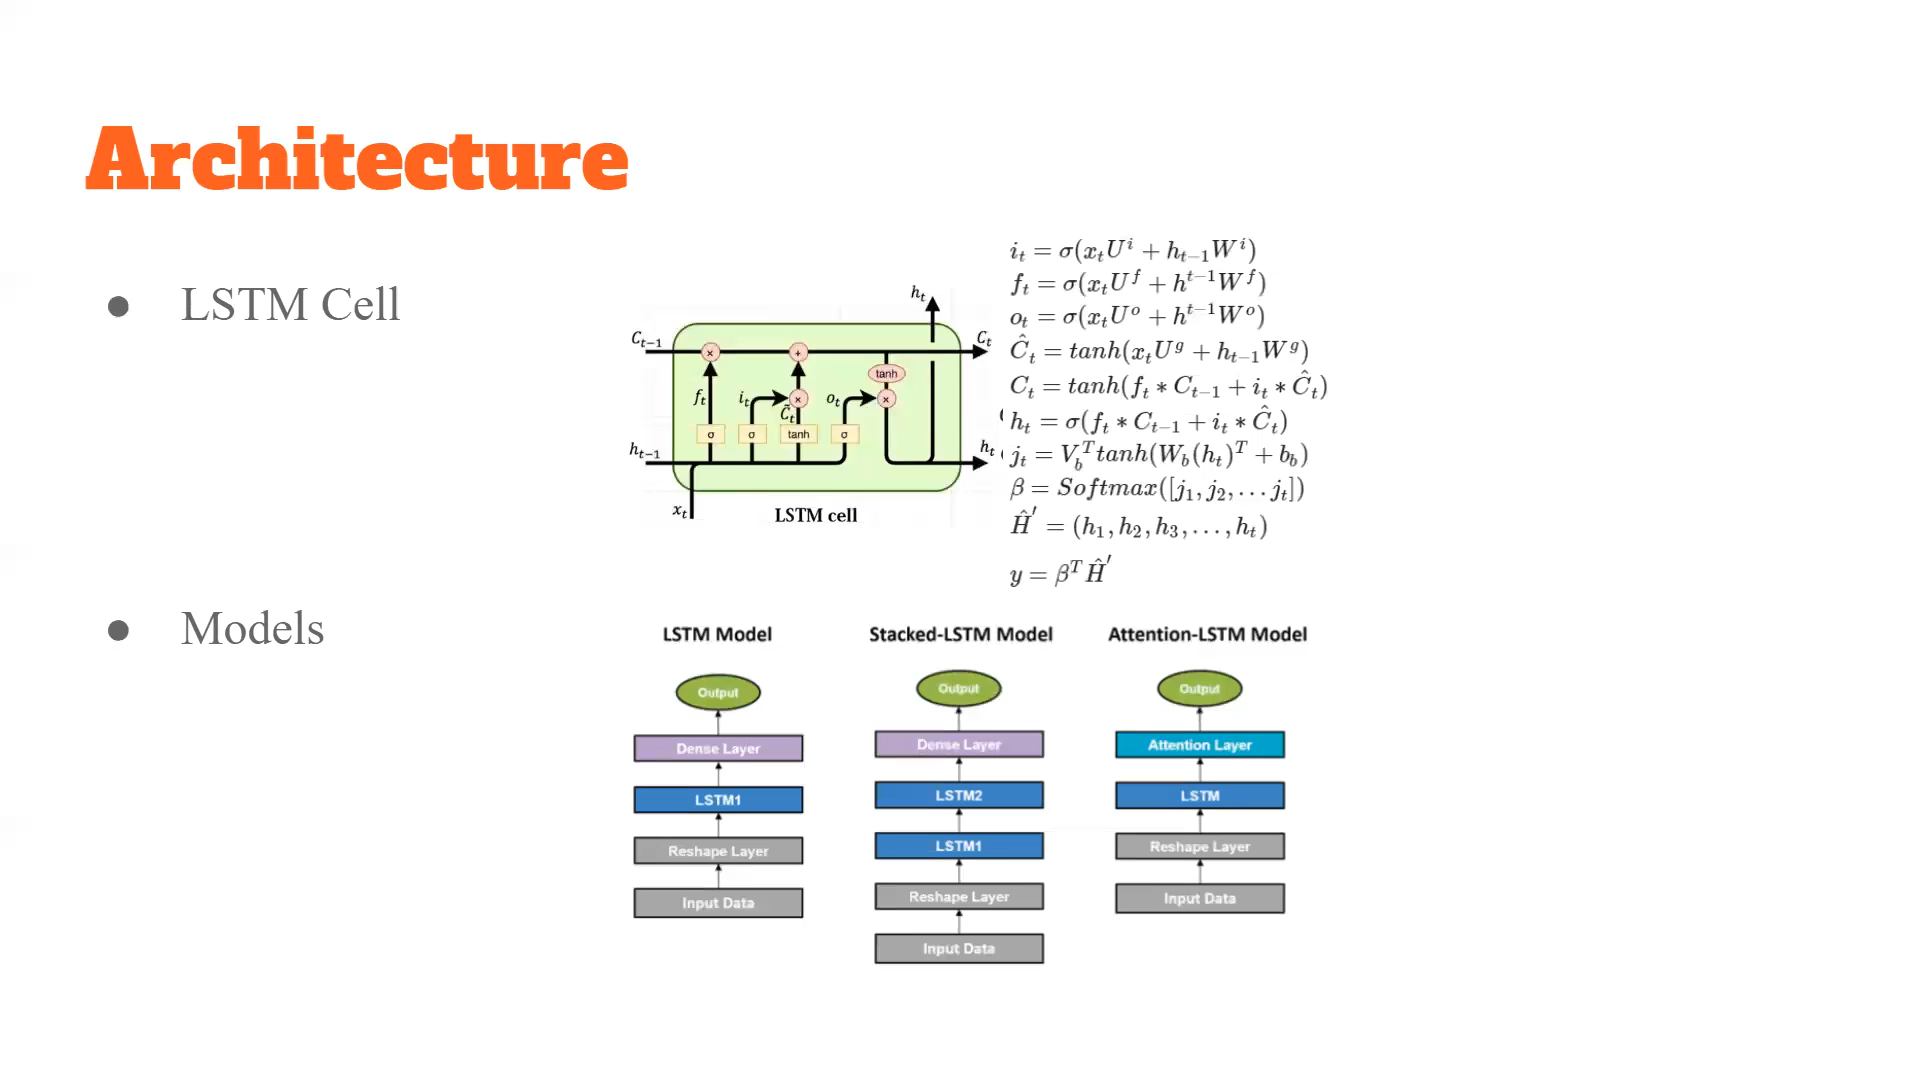 Architecture
● LSTM Cell
h_t
C_{t-1}
C_t
× +
tanh
f_t i_t × o_t ×
C̃_t
σ σ tanh σ
h_{t-1}
h_t
x_t
LSTM cell
i_t = σ(x_t U^i + h_{t-1} W^i)
f_t = σ(x_t U^f + h^{t-1} W^f)
o_t = σ(x_t U^o + h^{t-1} W^o)
Ĉ_t = tanh(x_t U^g + h_{t-1} W^g)
C_t = tanh(f_t * C_{t-1} + i_t * Ĉ_t)
h_t = σ(f_t * C_{t-1} + i_t * Ĉ_t)
j_t = V_b^T tanh(W_b(h_t)^T + b_b)
β = Softmax([j_1, j_2, ... j_t])
Ĥ' = (h_1, h_2, h_3, ..., h_t)
y = β^T Ĥ'
● Models
LSTM Model
Output
Dense Layer
LSTM1
Reshape Layer
Input Data
Stacked-LSTM Model
Output
Dense Layer
LSTM2
LSTM1
Reshape Layer
Input Data
Attention-LSTM Model
Output
Attention Layer
LSTM
Reshape Layer
Input Data